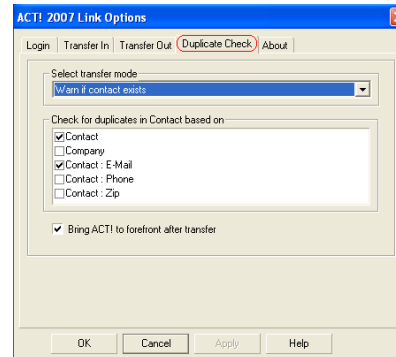 ACT! 2007 Link Options
Login Transfer In Transfer Out Duplicate Check About
Select transfer mode
Warn if contact exists
Check for duplicates in Contact based on
Contact
Company
Contact : E-Mail
Contact : Phone
Contact : Zip
Bring ACT! to forefront after transfer
OK Cancel Apply Help